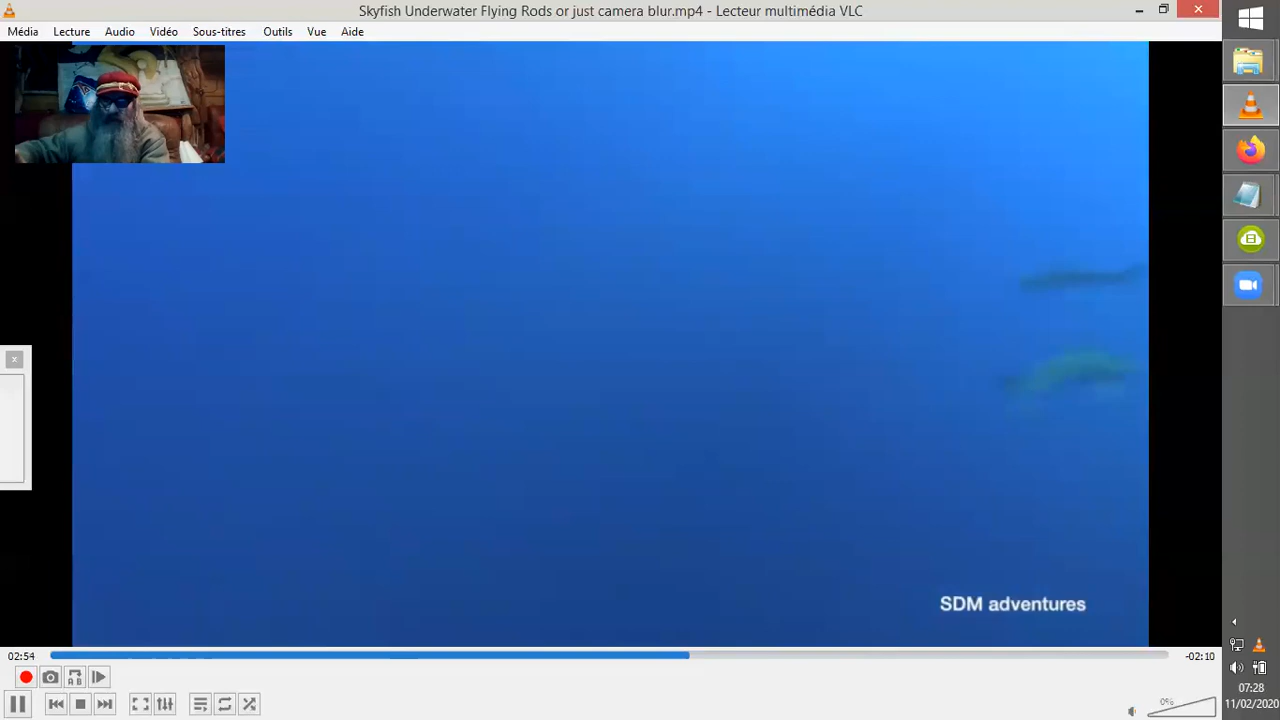 Skyfish Underwater Flying Rods or just camera blur.mp4 - Lecteur multimédia VLC
Média Lecture Audio Vidéo Sous-titres Outils Vue Aide
SDM adventures
02:54 -02:10
A B
0%
07:28
11/02/2020